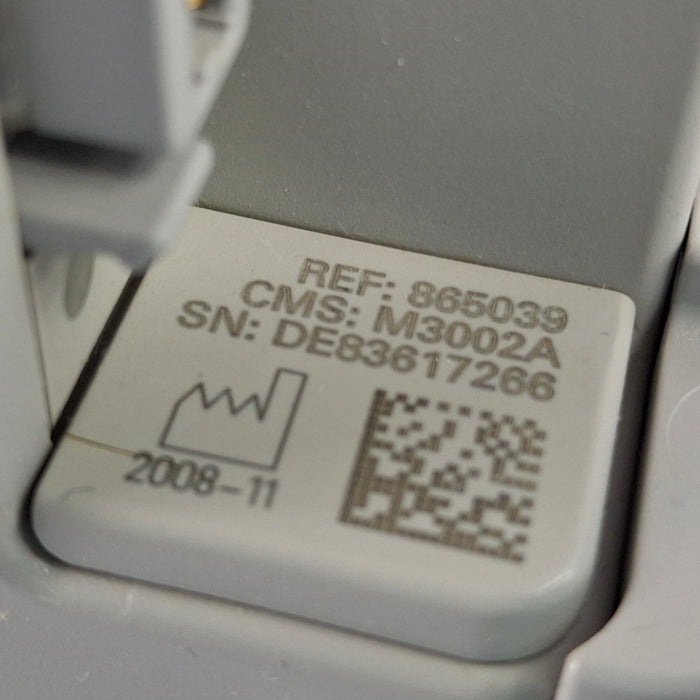 REF: 865039
CMS: M3002A
SN: DE83617266
2008-11